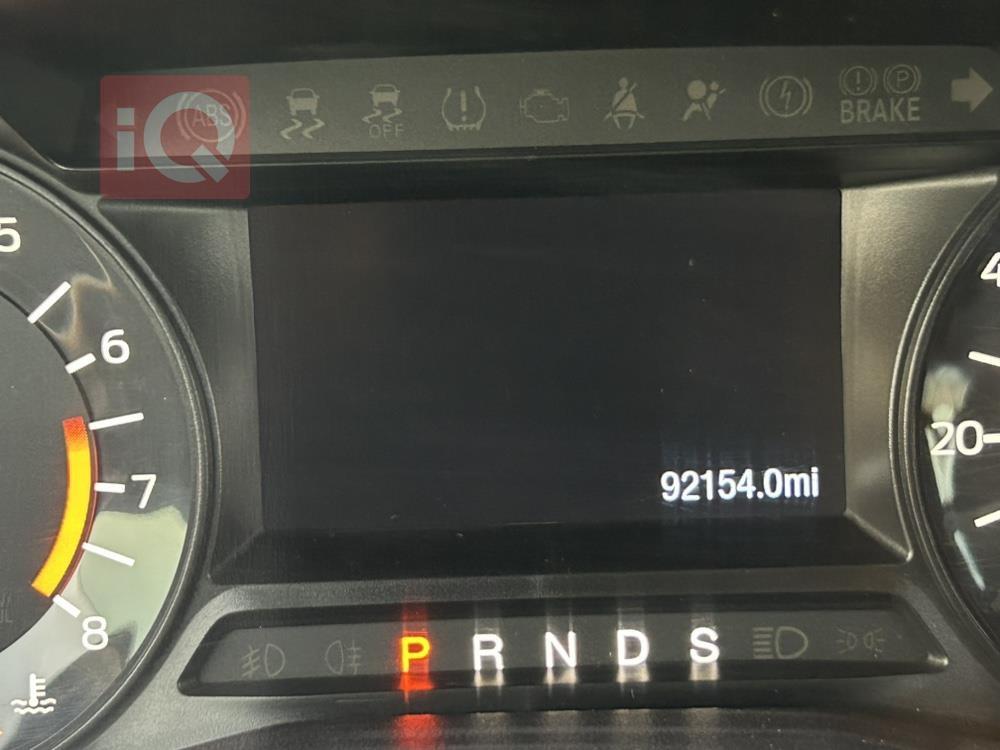 iQ
ABS
OFF
BRAKE
P
5
6
7
8
4
20
92154.0mi
P R N D S